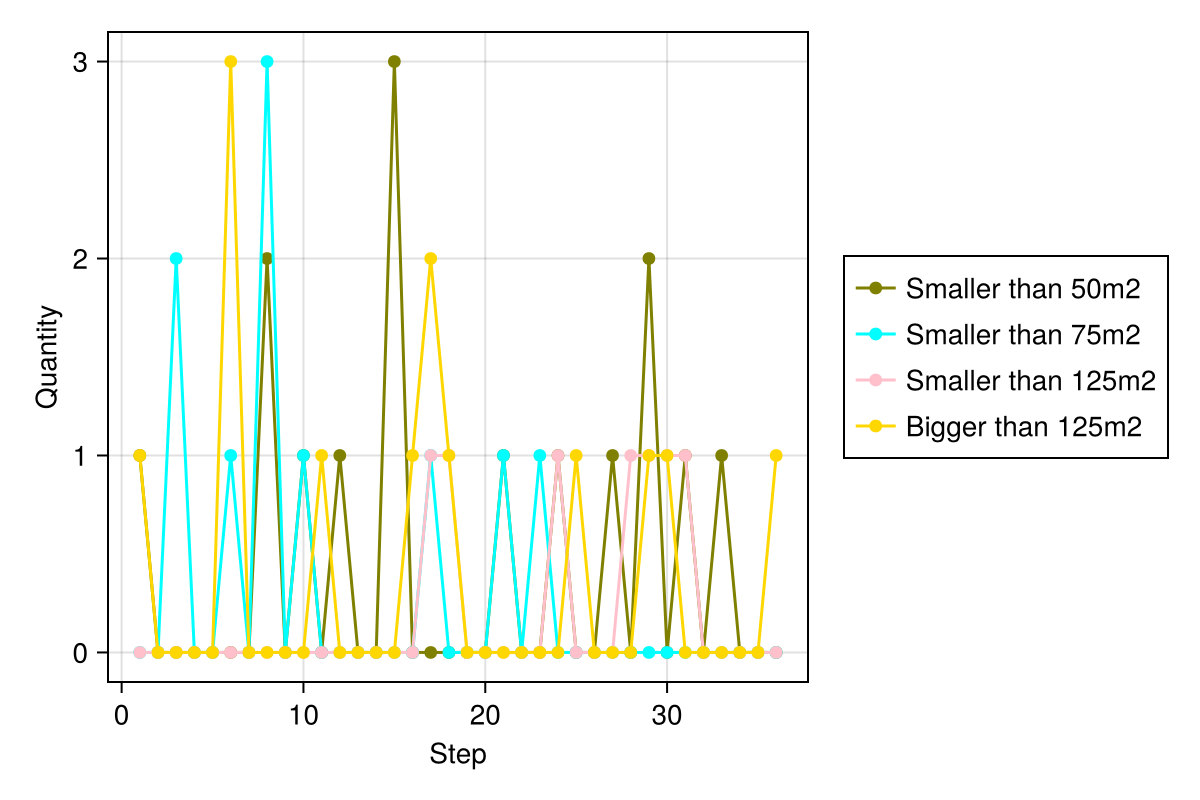 3
2
1
0
Quantity
0 10 20 30
Step
Smaller than 50m2
Smaller than 75m2
Smaller than 125m2
Bigger than 125m2